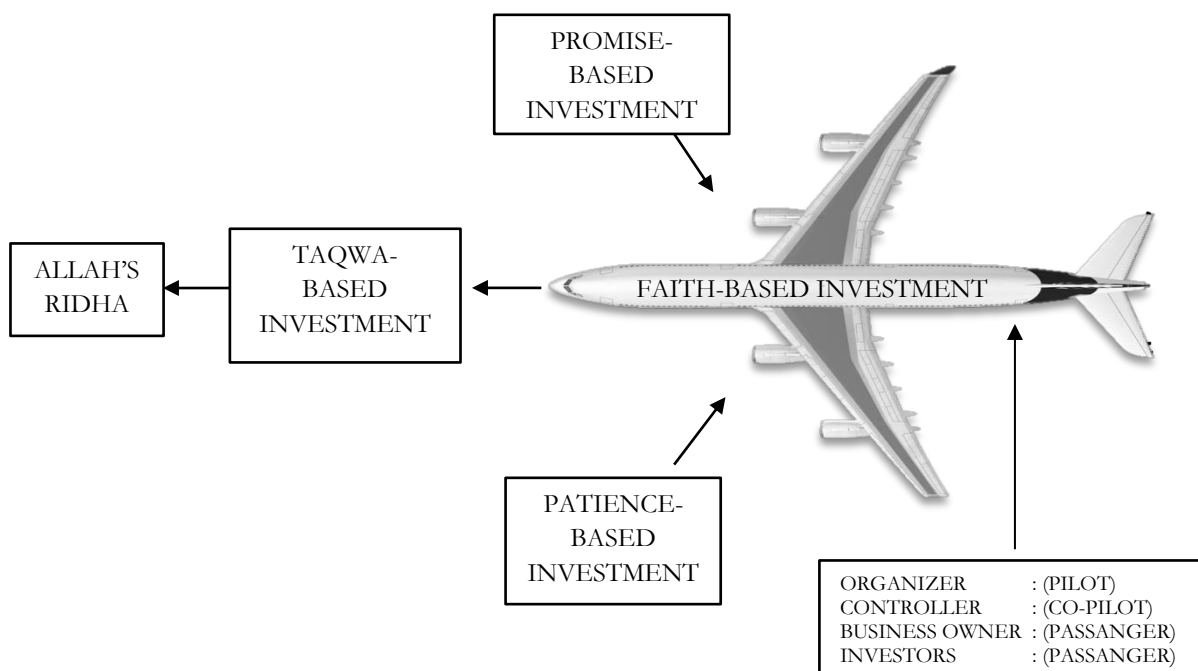 PROMISE-
BASED
INVESTMENT
ALLAH'S
RIDHA
TAQWA-
BASED
INVESTMENT
FAITH-BASED INVESTMENT
PATIENCE-
BASED
INVESTMENT
ORGANIZER : (PILOT)
CONTROLLER : (CO-PILOT)
BUSINESS OWNER : (PASSANGER)
INVESTORS : (PASSANGER)